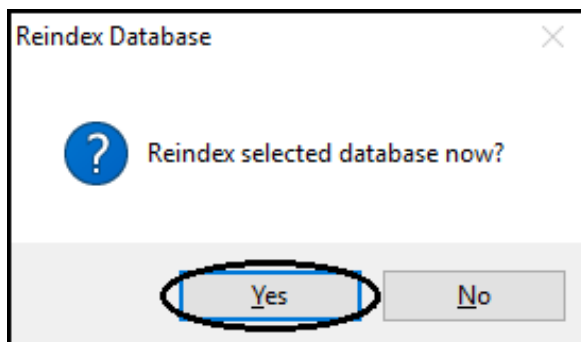 Reindex Database
Reindex selected database now?
Yes No